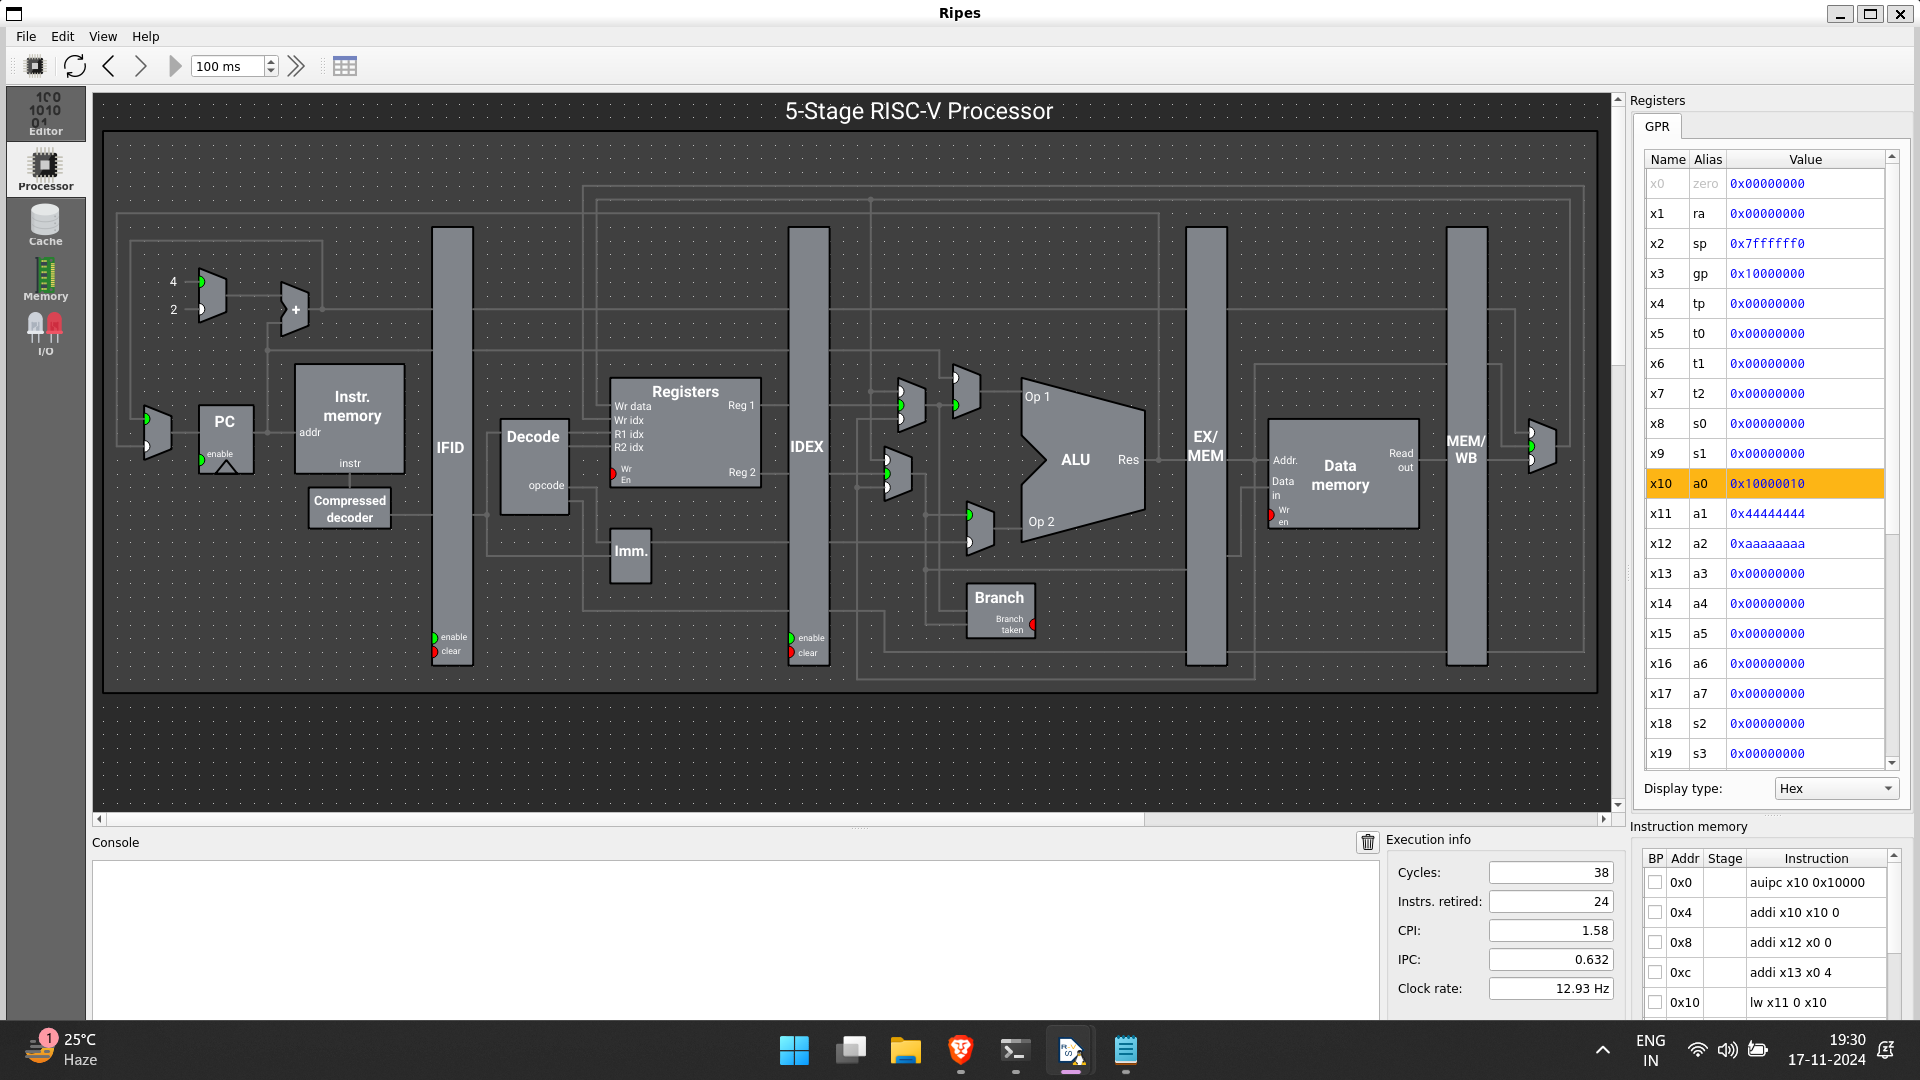 Ripes
File Edit View Help
100 ms
Editor
Processor
Cache
Memory
I/O
5-Stage RISC-V Processor
4
2
+
PC
enable
Instr.
memory
addr
instr
Compressed
decoder
IFID
enable
clear
Decode
opcode
Registers
Wr data
Wr idx
R1 idx
R2 idx
Wr
En
Reg 1
Reg 2
Imm.
IDEX
enable
clear
Op 1
ALU
Res
Op 2
Branch
Branch
taken
EX/
MEM
Addr.
Data
in
Wr
en
Data
memory
Read
out
MEM/
WB
Registers
GPR
Name Alias Value
x0 zero 0x00000000
x1 ra 0x00000000
x2 sp 0x7ffffff0
x3 gp 0x10000000
x4 tp 0x00000000
x5 t0 0x00000000
x6 t1 0x00000000
x7 t2 0x00000000
x8 s0 0x00000000
x9 s1 0x00000000
x10 a0 0x10000010
x11 a1 0x44444444
x12 a2 0xaaaaaaaa
x13 a3 0x00000000
x14 a4 0x00000000
x15 a5 0x00000000
x16 a6 0x00000000
x17 a7 0x00000000
x18 s2 0x00000000
x19 s3 0x00000000
Display type: Hex
Console
Execution info
Cycles: 38
Instrs. retired: 24
CPI: 1.58
IPC: 0.632
Clock rate: 12.93 Hz
Instruction memory
BP Addr Stage Instruction
0x0 auipc x10 0x10000
0x4 addi x10 x10 0
0x8 addi x12 x0 0
0xc addi x13 x0 4
0x10 lw x11 0 x10
1
25°C
Haze
ENG
IN
19:30
17-11-2024